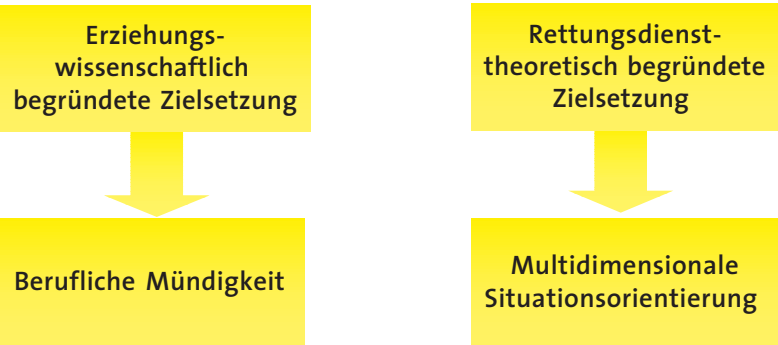 Erziehungs-
wissenschaftlich
begründete Zielsetzung
Rettungsdienst-
theoretisch begründete
Zielsetzung
Berufliche Mündigkeit
Multidimensionale
Situationsorientierung